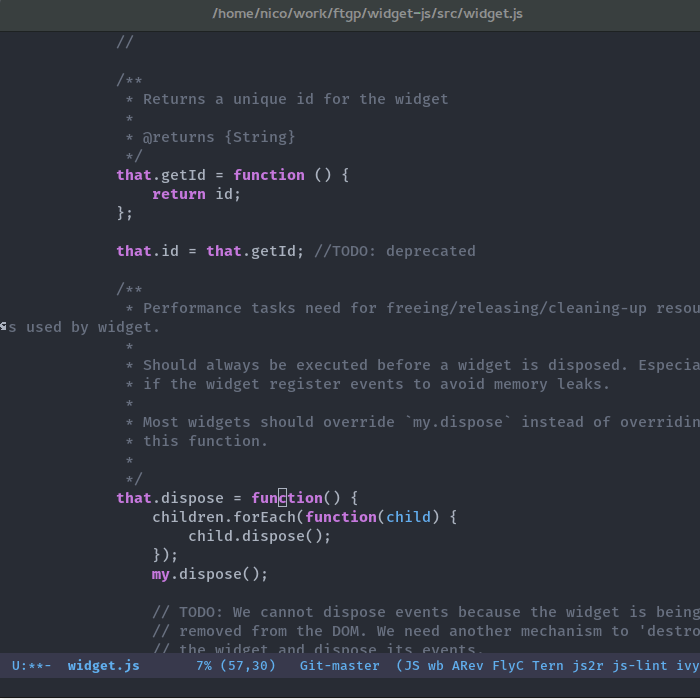 /home/nico/work/ftgp/widget-js/src/widget.js
//
/**
* Returns a unique id for the widget
*
* @returns {String}
*/
that.getId = function () {
return id;
};
that.id = that.getId; //TODO: deprecated
/**
* Performance tasks need for freeing/releasing/cleaning-up resou
s used by widget.
*
* Should always be executed before a widget is disposed. Especia
* if the widget register events to avoid memory leaks.
*
* Most widgets should override `my.dispose` instead of overridin
* this function.
*
*/
that.dispose = function() {
children.forEach(function(child) {
child.dispose();
});
my.dispose();
// TODO: We cannot dispose events because the widget is being
// removed from the DOM. We need another mechanism to 'destro
// the widget and dispose its events.
U:**- widget.js 7% (57,30) Git-master (JS wb ARev FlyC Tern js2r js-lint ivy